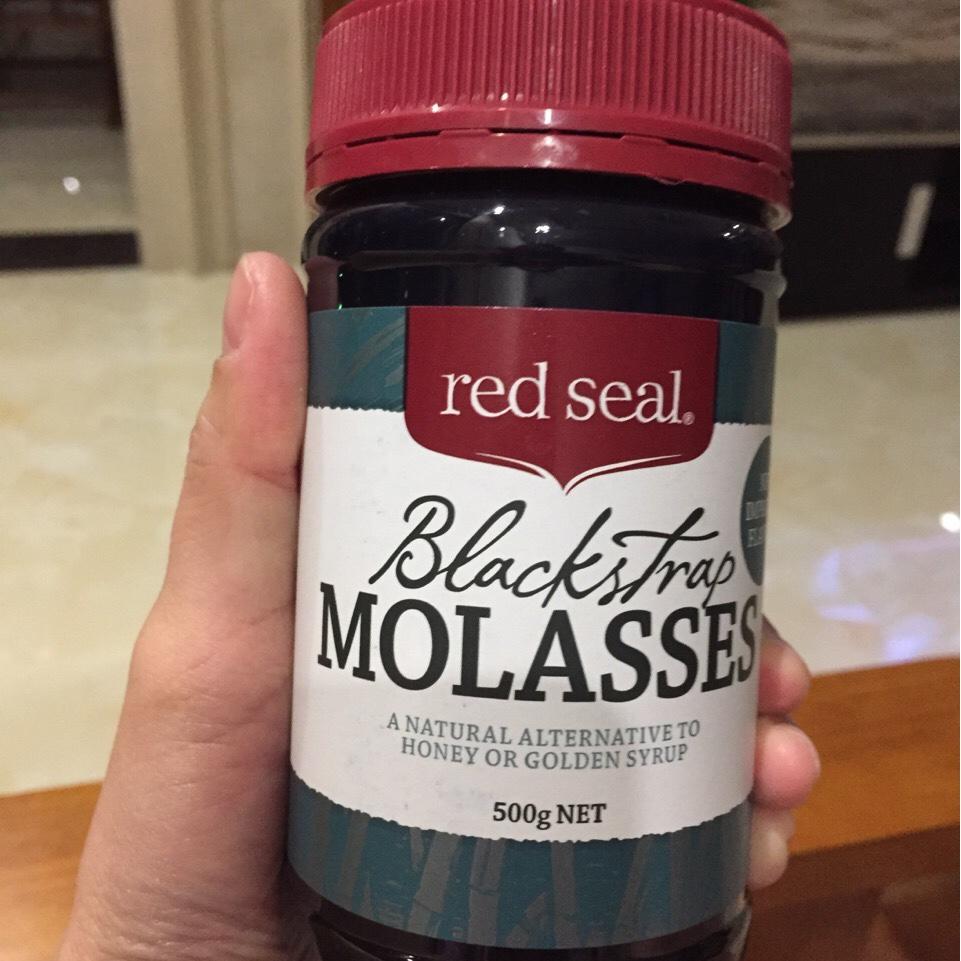 red seal®
Blackstrap
MOLASSES
A NATURAL ALTERNATIVE TO
HONEY OR GOLDEN SYRUP
500g NET